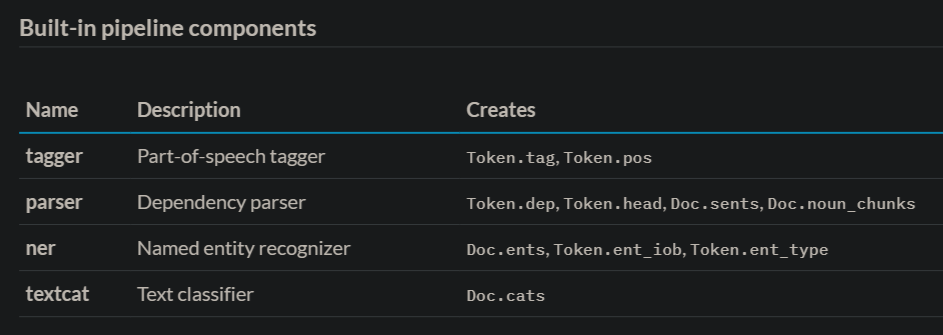 Built-in pipeline components
Name Description Creates
tagger Part-of-speech tagger Token.tag, Token.pos
parser Dependency parser Token.dep, Token.head, Doc.sents, Doc.noun_chunks
ner Named entity recognizer Doc.ents, Token.ent_iob, Token.ent_type
textcat Text classifier Doc.cats